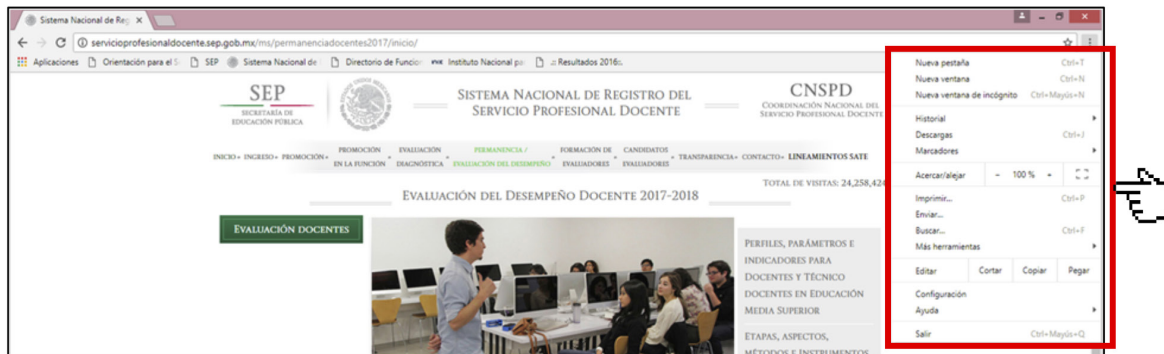 Sistema Nacional de Reg
servicioprofesionaldocente.sep.gob.mx/ms/permanenciadocentes2017/inicio/
Aplicaciones Orientación para el S SEP Sistema Nacional de Directorio de Funcion Instituto Nacional pa .:: Resultados 2016::.
SEP
SECRETARÍA DE
EDUCACIÓN PÚBLICA
SISTEMA NACIONAL DE REGISTRO DEL
SERVICIO PROFESIONAL DOCENTE
CNSPD
COORDINACIÓN NACIONAL DEL
SERVICIO PROFESIONAL DOCENTE
INICIO INGRESO PROMOCIÓN PROMOCIÓN EN LA FUNCIÓN EVALUACIÓN DIAGNÓSTICA PERMANENCIA / EVALUACIÓN DEL DESEMPEÑO FORMACIÓN DE EVALUADORES CANDIDATOS EVALUADORES TRANSPARENCIA CONTACTO LINEAMIENTOS SATE
TOTAL DE VISITAS: 24,258,424
EVALUACIÓN DEL DESEMPEÑO DOCENTE 2017-2018
EVALUACIÓN DOCENTES
PERFILES, PARÁMETROS E
INDICADORES PARA
DOCENTES Y TÉCNICO
DOCENTES EN EDUCACIÓN
MEDIA SUPERIOR
ETAPAS, ASPECTOS,
MÉTODOS E INSTRUMENTOS
Nueva pestaña Ctrl+T
Nueva ventana Ctrl+N
Nueva ventana de incógnito Ctrl+Mayús+N
Historial
Descargas Ctrl+J
Marcadores
Acercar/alejar - 100 % +
Imprimir... Ctrl+P
Enviar...
Buscar... Ctrl+F
Más herramientas
Editar Cortar Copiar Pegar
Configuración
Ayuda
Salir Ctrl+Mayús+Q